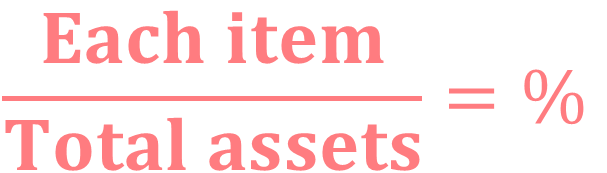 Each item
Total assets
= %